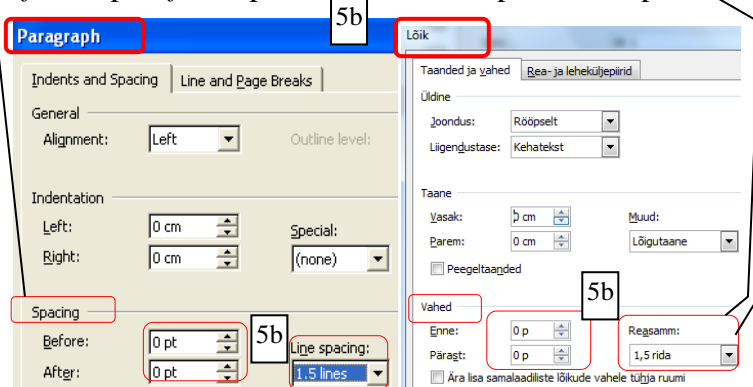 5b
Paragraph
Indents and Spacing
Line and Page Breaks
General
Alignment:
Left
Outline level:
Indentation
Left:
0 cm
Special:
Right:
0 cm
(none)
Spacing
Before:
0 pt
5b
Line spacing:
After:
0 pt
1.5 lines
Lõik
Taanded ja vahed
Rea- ja leheküljepiirid
Üldine
Joondus:
Rööpselt
Liigendustase:
Kehatekst
Taane
Vasak:
0 cm
Muud:
Parem:
0 cm
Lõigutaane
Peegeltaanded
5b
Vahed
Enne:
0 p
Reasamm:
Pärast:
0 p
1,5 rida
Ära lisa samalaadiliste lõikude vahele tühja ruumi